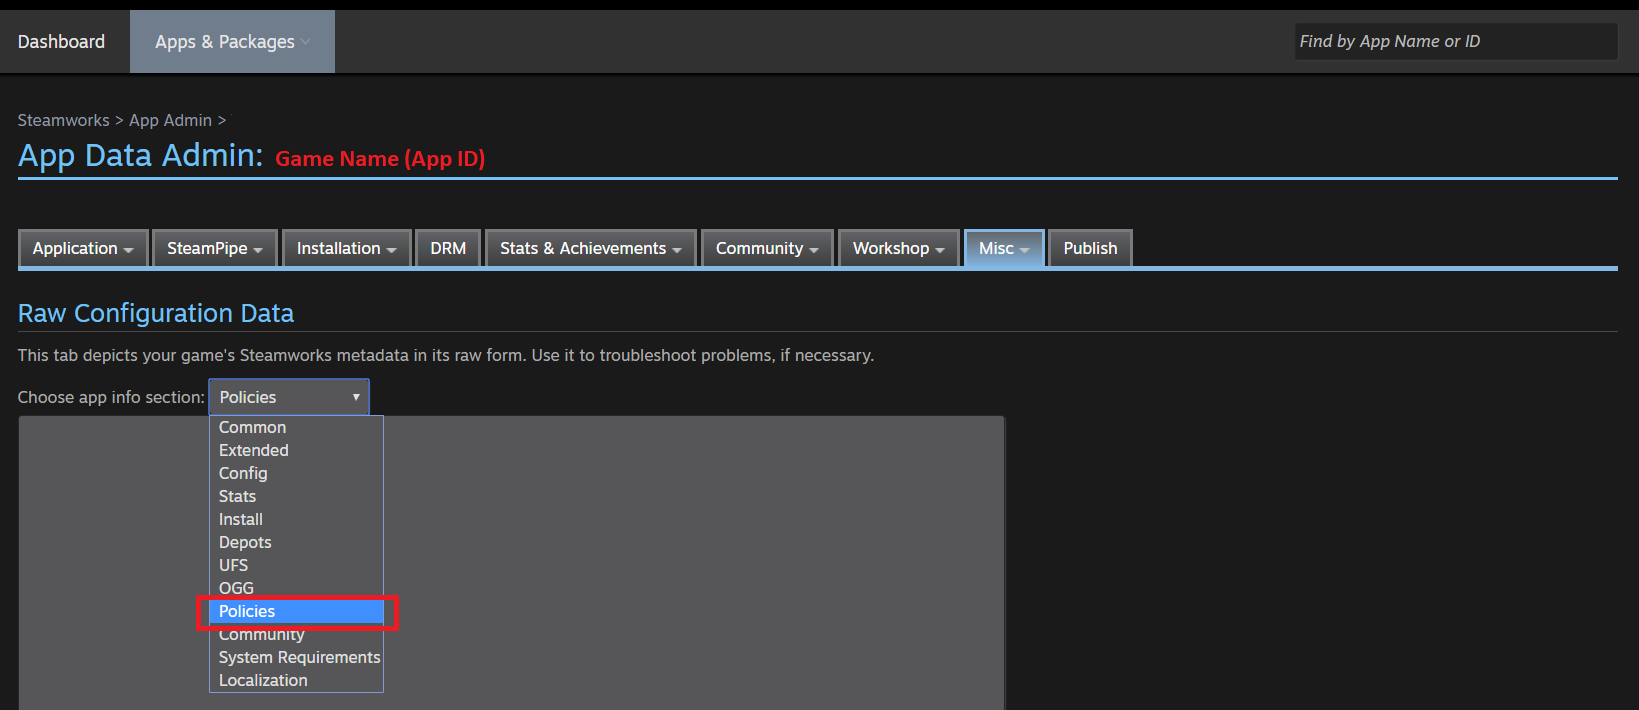 Dashboard Apps & Packages Find by App Name or ID
Steamworks > App Admin >
App Data Admin: Game Name (App ID)
Application SteamPipe Installation DRM Stats & Achievements Community Workshop Misc Publish
Raw Configuration Data
This tab depicts your game's Steamworks metadata in its raw form. Use it to troubleshoot problems, if necessary.
Choose app info section: Policies
Common
Extended
Config
Stats
Install
Depots
UFS
OGG
Policies
Community
System Requirements
Localization